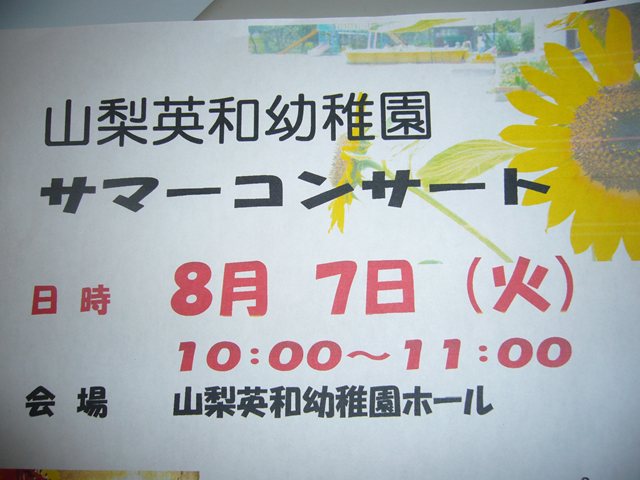 山梨英和幼稚園
サマーコンサート
日時 8月 7日(火)
10:00～11:00
会場 山梨英和幼稚園ホール